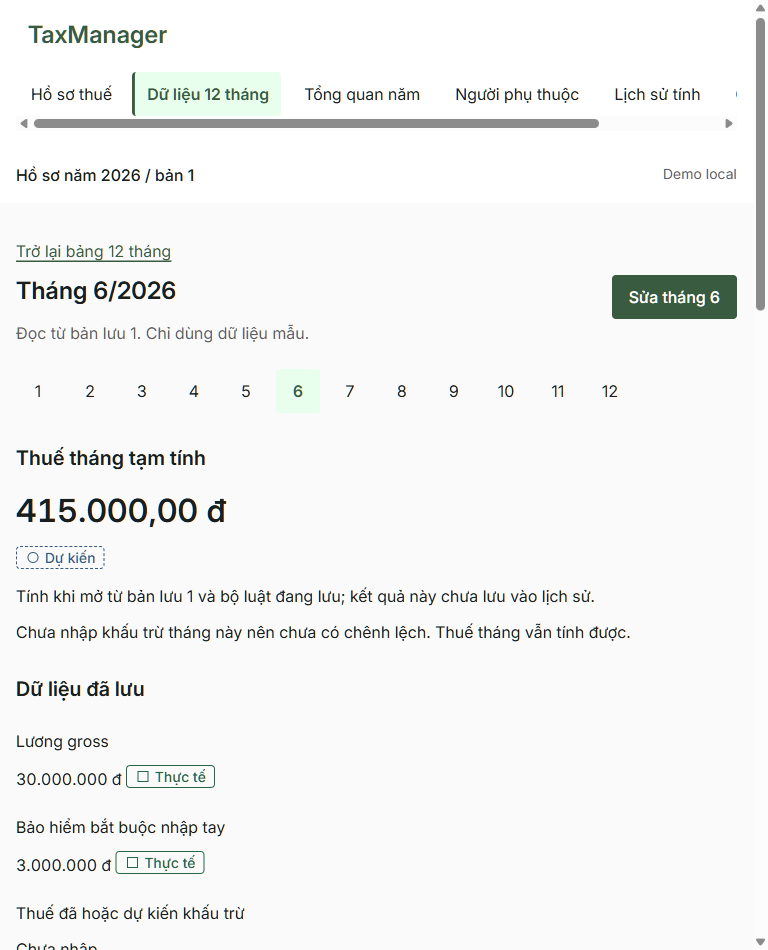 TaxManager
Hồ sơ thuế
Dữ liệu 12 tháng
Tổng quan năm
Người phụ thuộc
Lịch sử tính
Hồ sơ năm 2026 / bản 1
Demo local
Trở lại bảng 12 tháng
Tháng 6/2026
Sửa tháng 6
Đọc từ bản lưu 1. Chỉ dùng dữ liệu mẫu.
1 2 3 4 5 6 7 8 9 10 11 12
Thuế tháng tạm tính
415.000,00 đ
Dự kiến
Tính khi mở từ bản lưu 1 và bộ luật đang lưu; kết quả này chưa lưu vào lịch sử.
Chưa nhập khấu trừ tháng này nên chưa có chênh lệch. Thuế tháng vẫn tính được.
Dữ liệu đã lưu
Lương gross
30.000.000 đ Thực tế
Bảo hiểm bắt buộc nhập tay
3.000.000 đ Thực tế
Thuế đã hoặc dự kiến khấu trừ
Chưa nhập